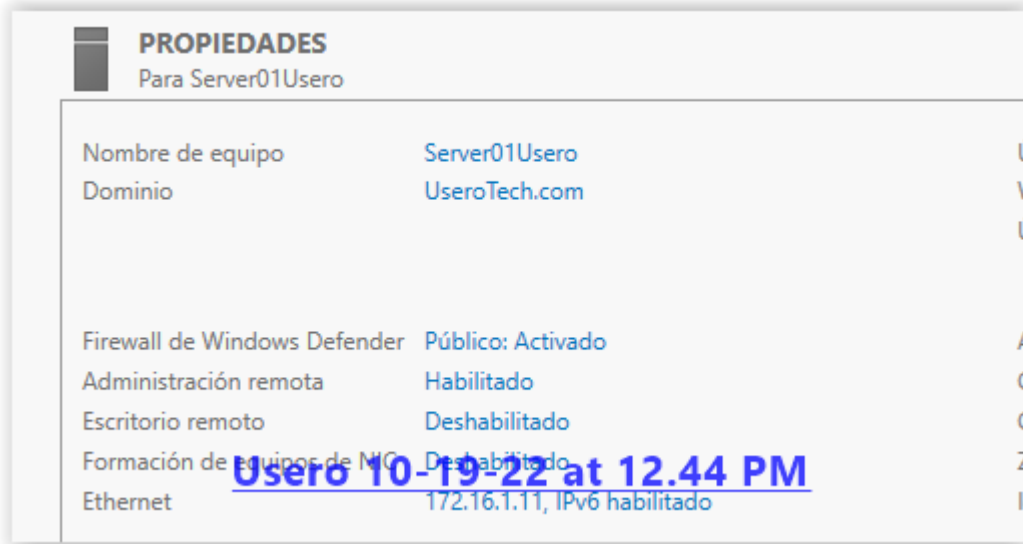 PROPIEDADES
Para Server01Usero
Nombre de equipo Server01Usero
Dominio UseroTech.com
Firewall de Windows Defender Público: Activado
Administración remota Habilitado
Escritorio remoto Deshabilitado
Formación de equipos de NIC Deshabilitado
Usero 10-19-22 at 12.44 PM
Ethernet 172.16.1.11, IPv6 habilitado